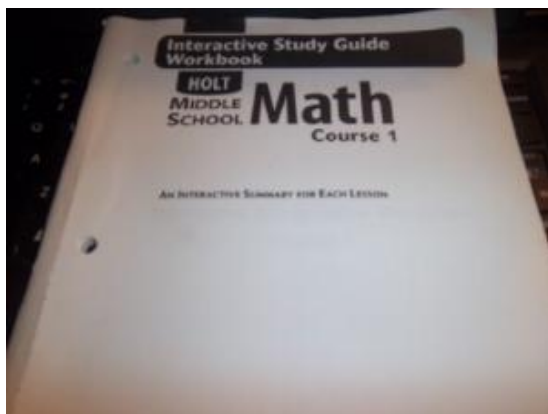 Interactive Study Guide
Workbook
HOLT
MIDDLE
SCHOOL
Math
Course 1
AN INTERACTIVE SUMMARY FOR EACH LESSON
Q
A
Z